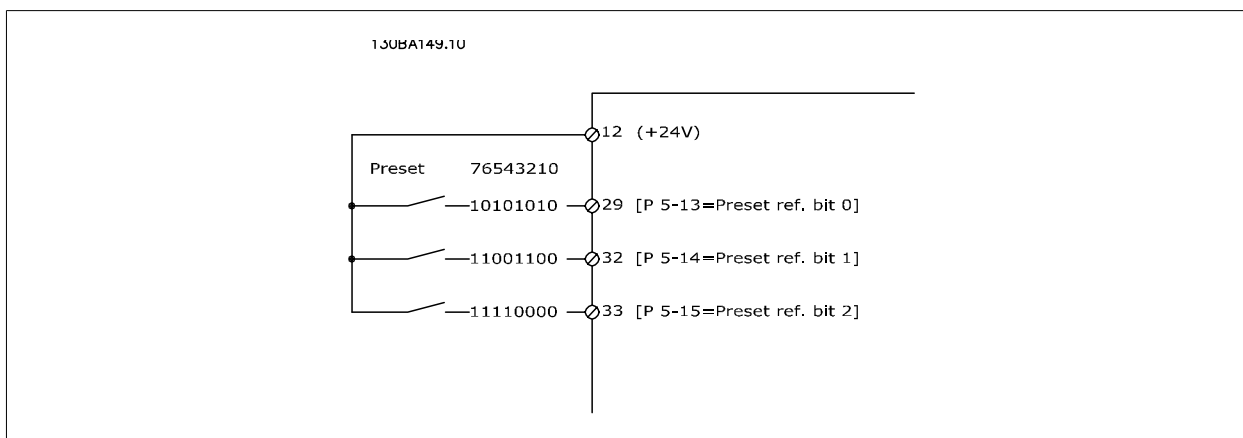 130BA149.10
12 (+24V)
Preset 76543210
10101010 29 [P 5-13=Preset ref. bit 0]
11001100 32 [P 5-14=Preset ref. bit 1]
11110000 33 [P 5-15=Preset ref. bit 2]